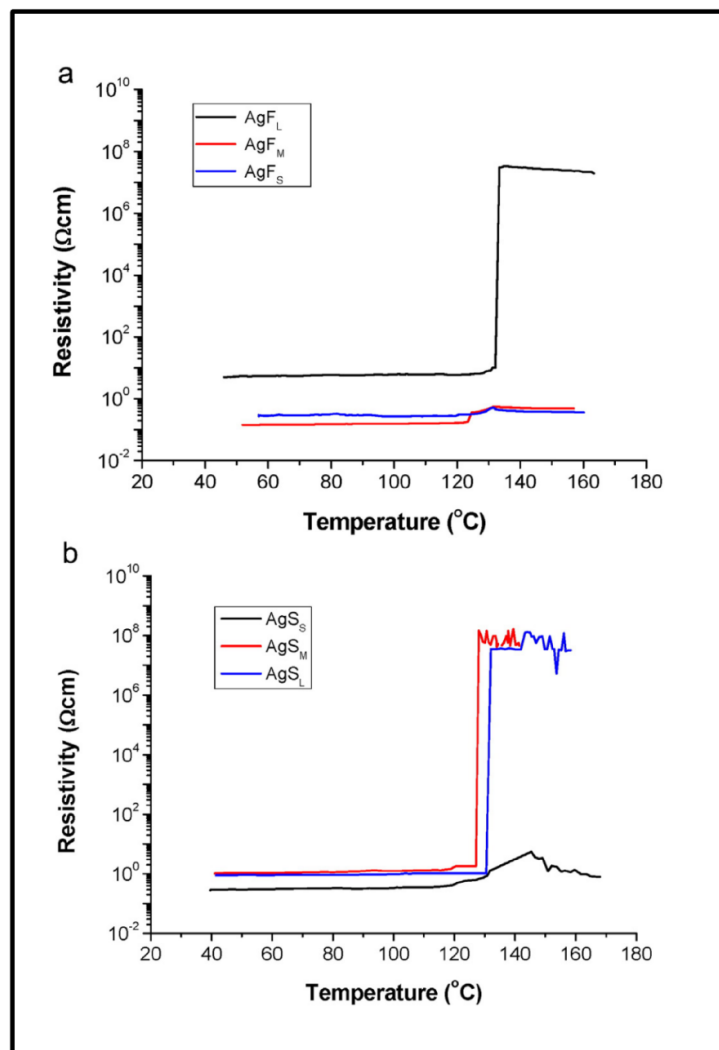 a
10^10
10^8
10^6
10^4
10^2
10^0
10^-2
Resistivity (Ωcm)
AgF_L
AgF_M
AgF_S
20 40 60 80 100 120 140 160 180
Temperature (°C)
b
10^10
10^8
10^6
10^4
10^2
10^0
10^-2
Resistivity (Ωcm)
AgS_S
AgS_M
AgS_L
20 40 60 80 100 120 140 160 180
Temperature (°C)